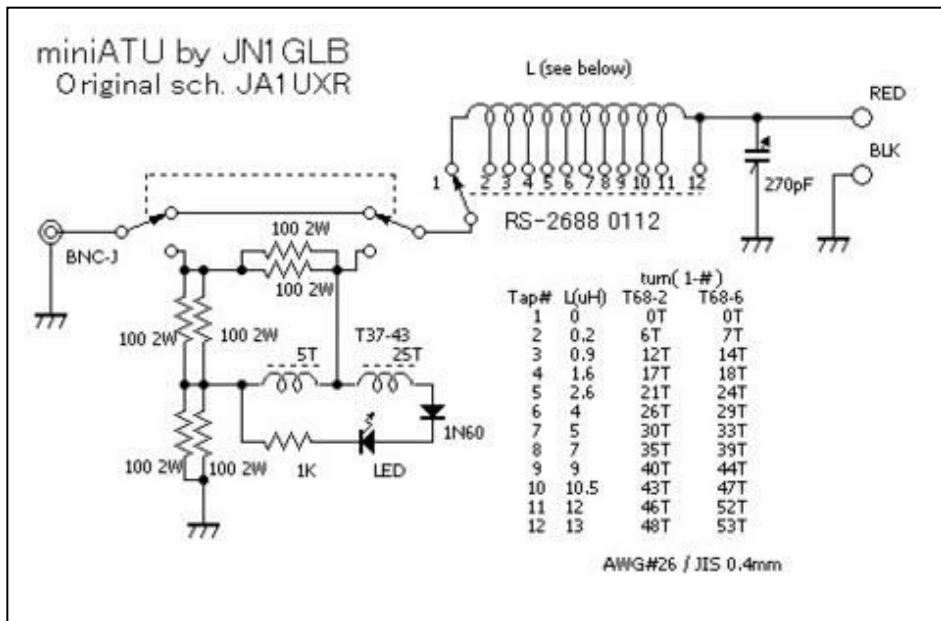 miniATU by JN1GLB
Original sch. JA1UXR
L (see below)
RED
BLK
1 2 3 4 5 6 7 8 9 10 11 12
270pF
RS-2688 0112
BNC-J
100 2W
100 2W
100 2W 100 2W
T37-43
5T 25T
1N60
100 2W 100 2W 1K LED
turn( 1-#)
Tap# L(uH) T68-2 T68-6
1 0 0T 0T
2 0.2 6T 7T
3 0.9 12T 14T
4 1.6 17T 18T
5 2.6 21T 24T
6 4 26T 29T
7 5 30T 33T
8 7 35T 39T
9 9 40T 44T
10 10.5 43T 47T
11 12 46T 52T
12 13 48T 53T
AWG#26 / JIS 0.4mm